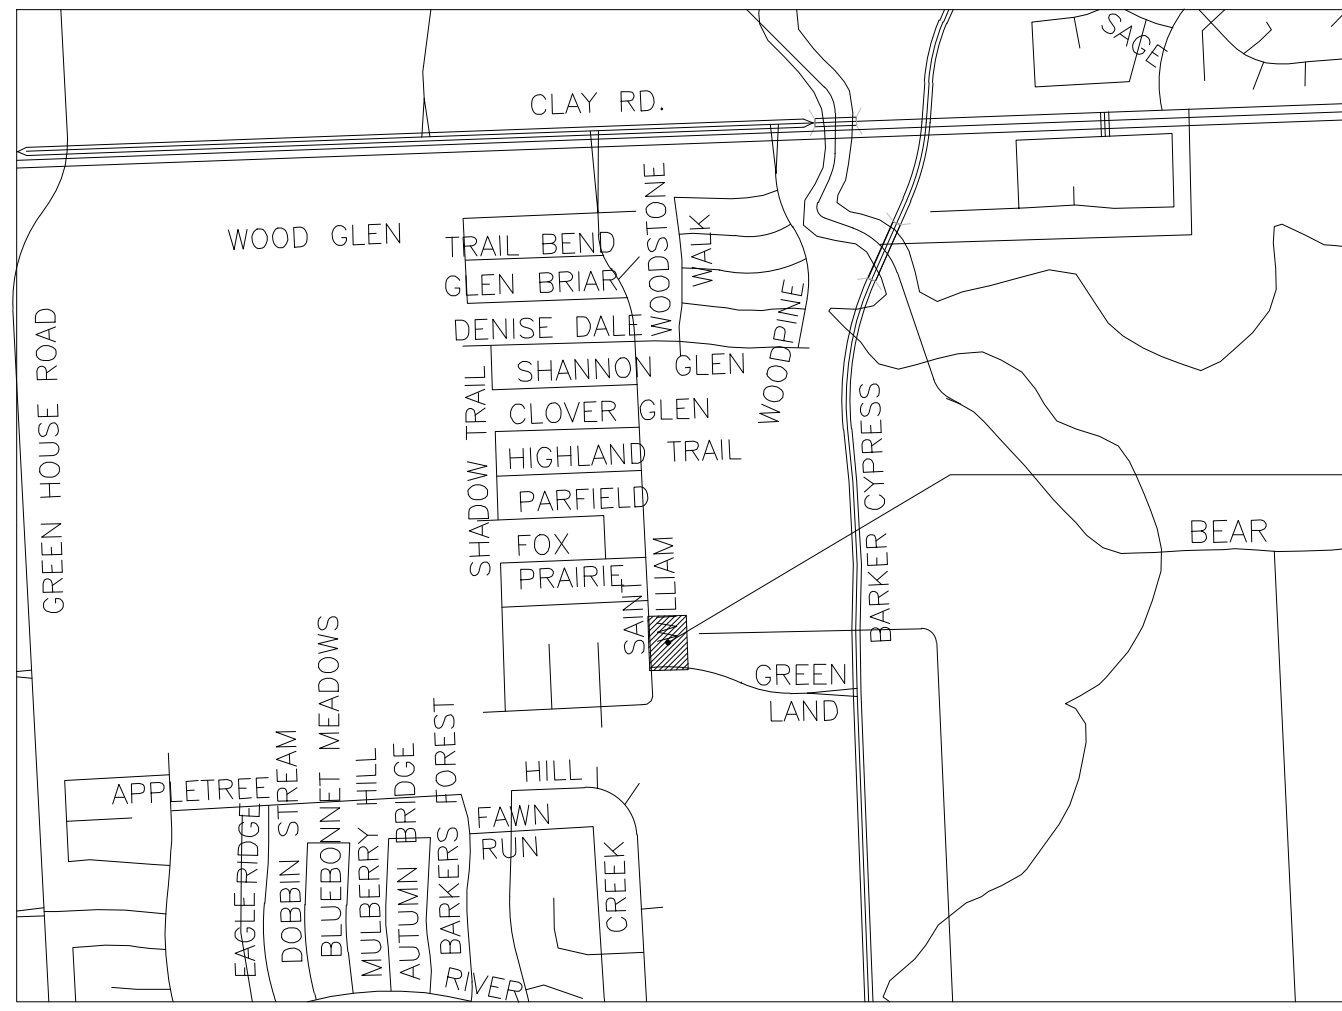 SAGE
CLAY RD.
WOOD GLEN
TRAIL BEND
WOODSTONE
WALK
GLEN BRIAR
WOODPINE
DENISE DALE
SHANNON GLEN
SHADOW TRAIL
CLOVER GLEN
HIGHLAND TRAIL
PARFIELD
GREEN HOUSE ROAD
BARKER CYPRESS
BEAR
FOX
PRAIRIE
SAINT
WILLIAM
GREEN
LAND
APPLETREE
EAGLE RIDGE
DOBBIN STREAM
BLUEBONNET MEADOWS
MULBERRY HILL
AUTUMN BRIDGE
BARKERS FOREST
HILL
FAWN
RUN
CREEK
RIVER